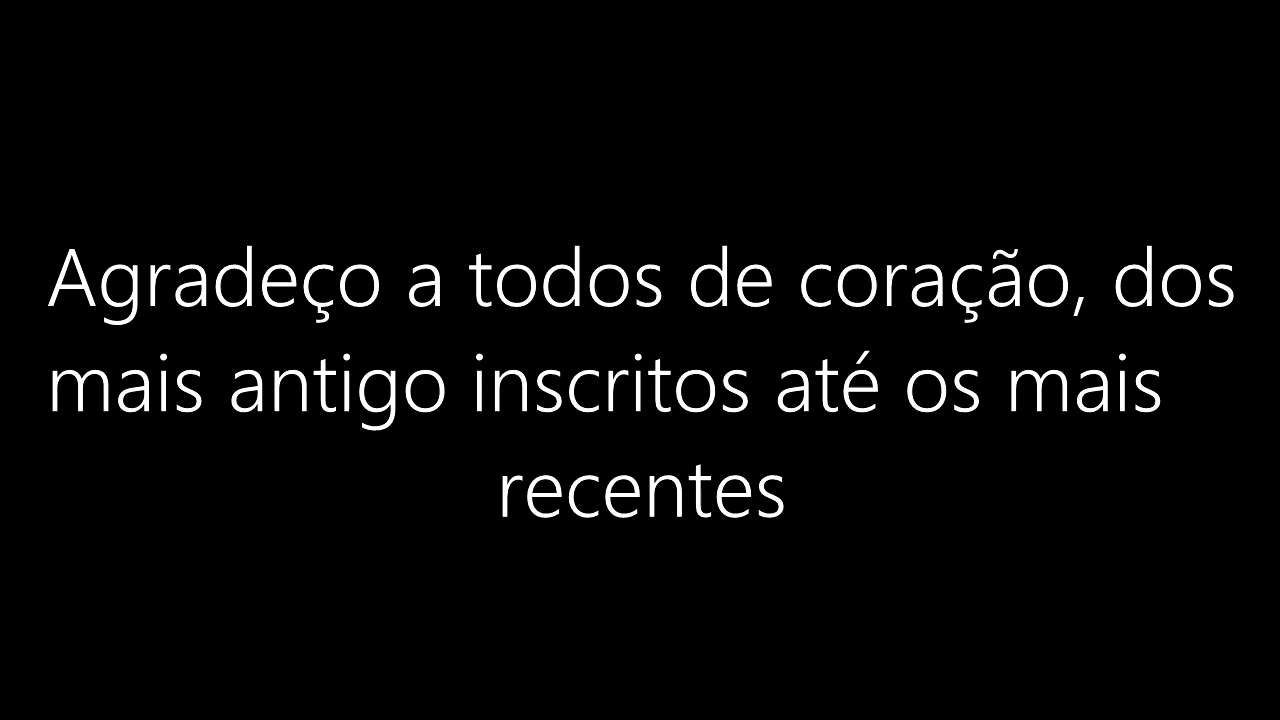 Agradeço a todos de coração, dos
mais antigo inscritos até os mais
recentes